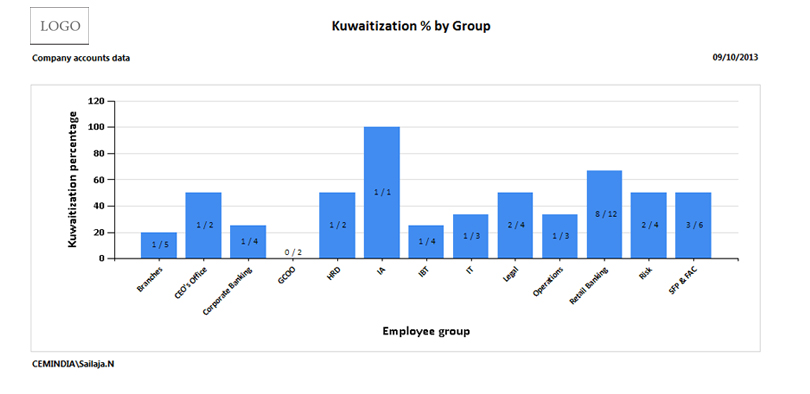 LOGO
Kuwaitization % by Group
Company accounts data
09/10/2013
Kuwaitization percentage
120
100
80
60
40
20
0
1 / 5
1 / 2
1 / 4
0 / 2
1 / 2
1 / 1
1 / 4
1 / 3
2 / 4
1 / 3
8 / 12
2 / 4
3 / 6
Branches
CEO's Office
Corporate Banking
GCOO
HRD
IA
IBT
IT
Legal
Operations
Retail Banking
Risk
SFP & FAC
Employee group
CEMINDIA\Sailaja.N